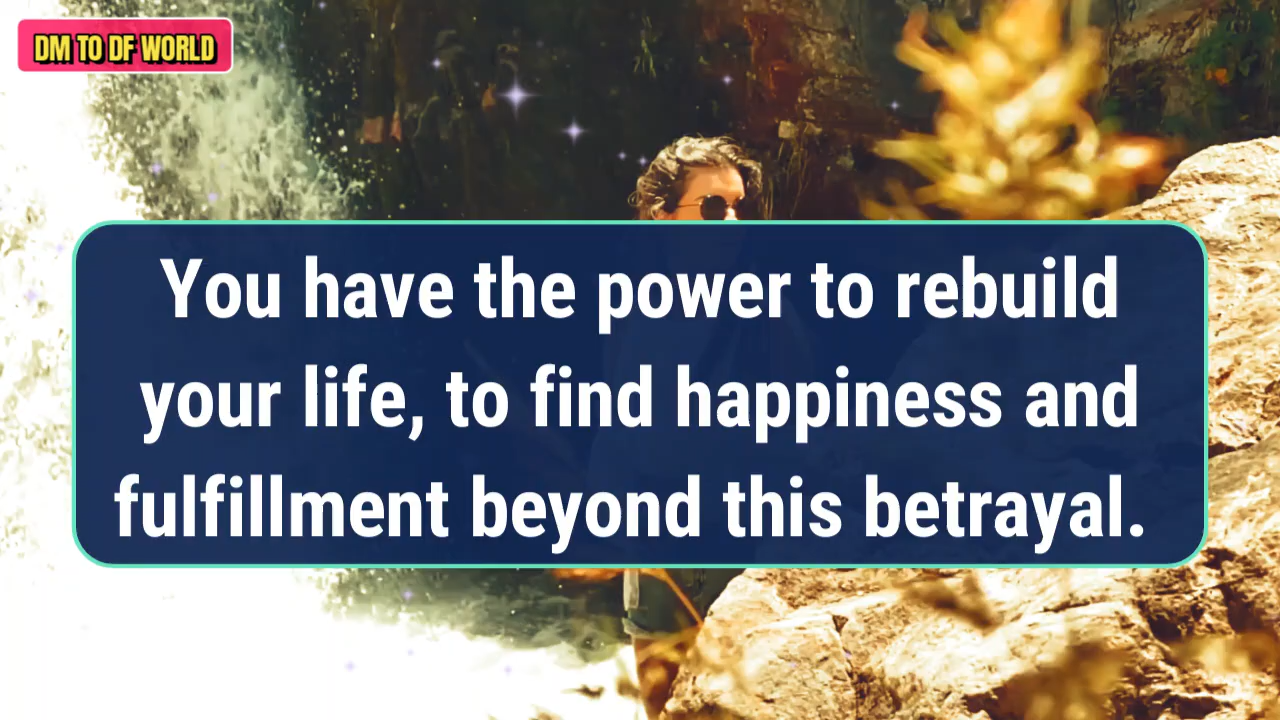 DM TO DF WORLD
You have the power to rebuild
your life, to find happiness and
fulfillment beyond this betrayal.